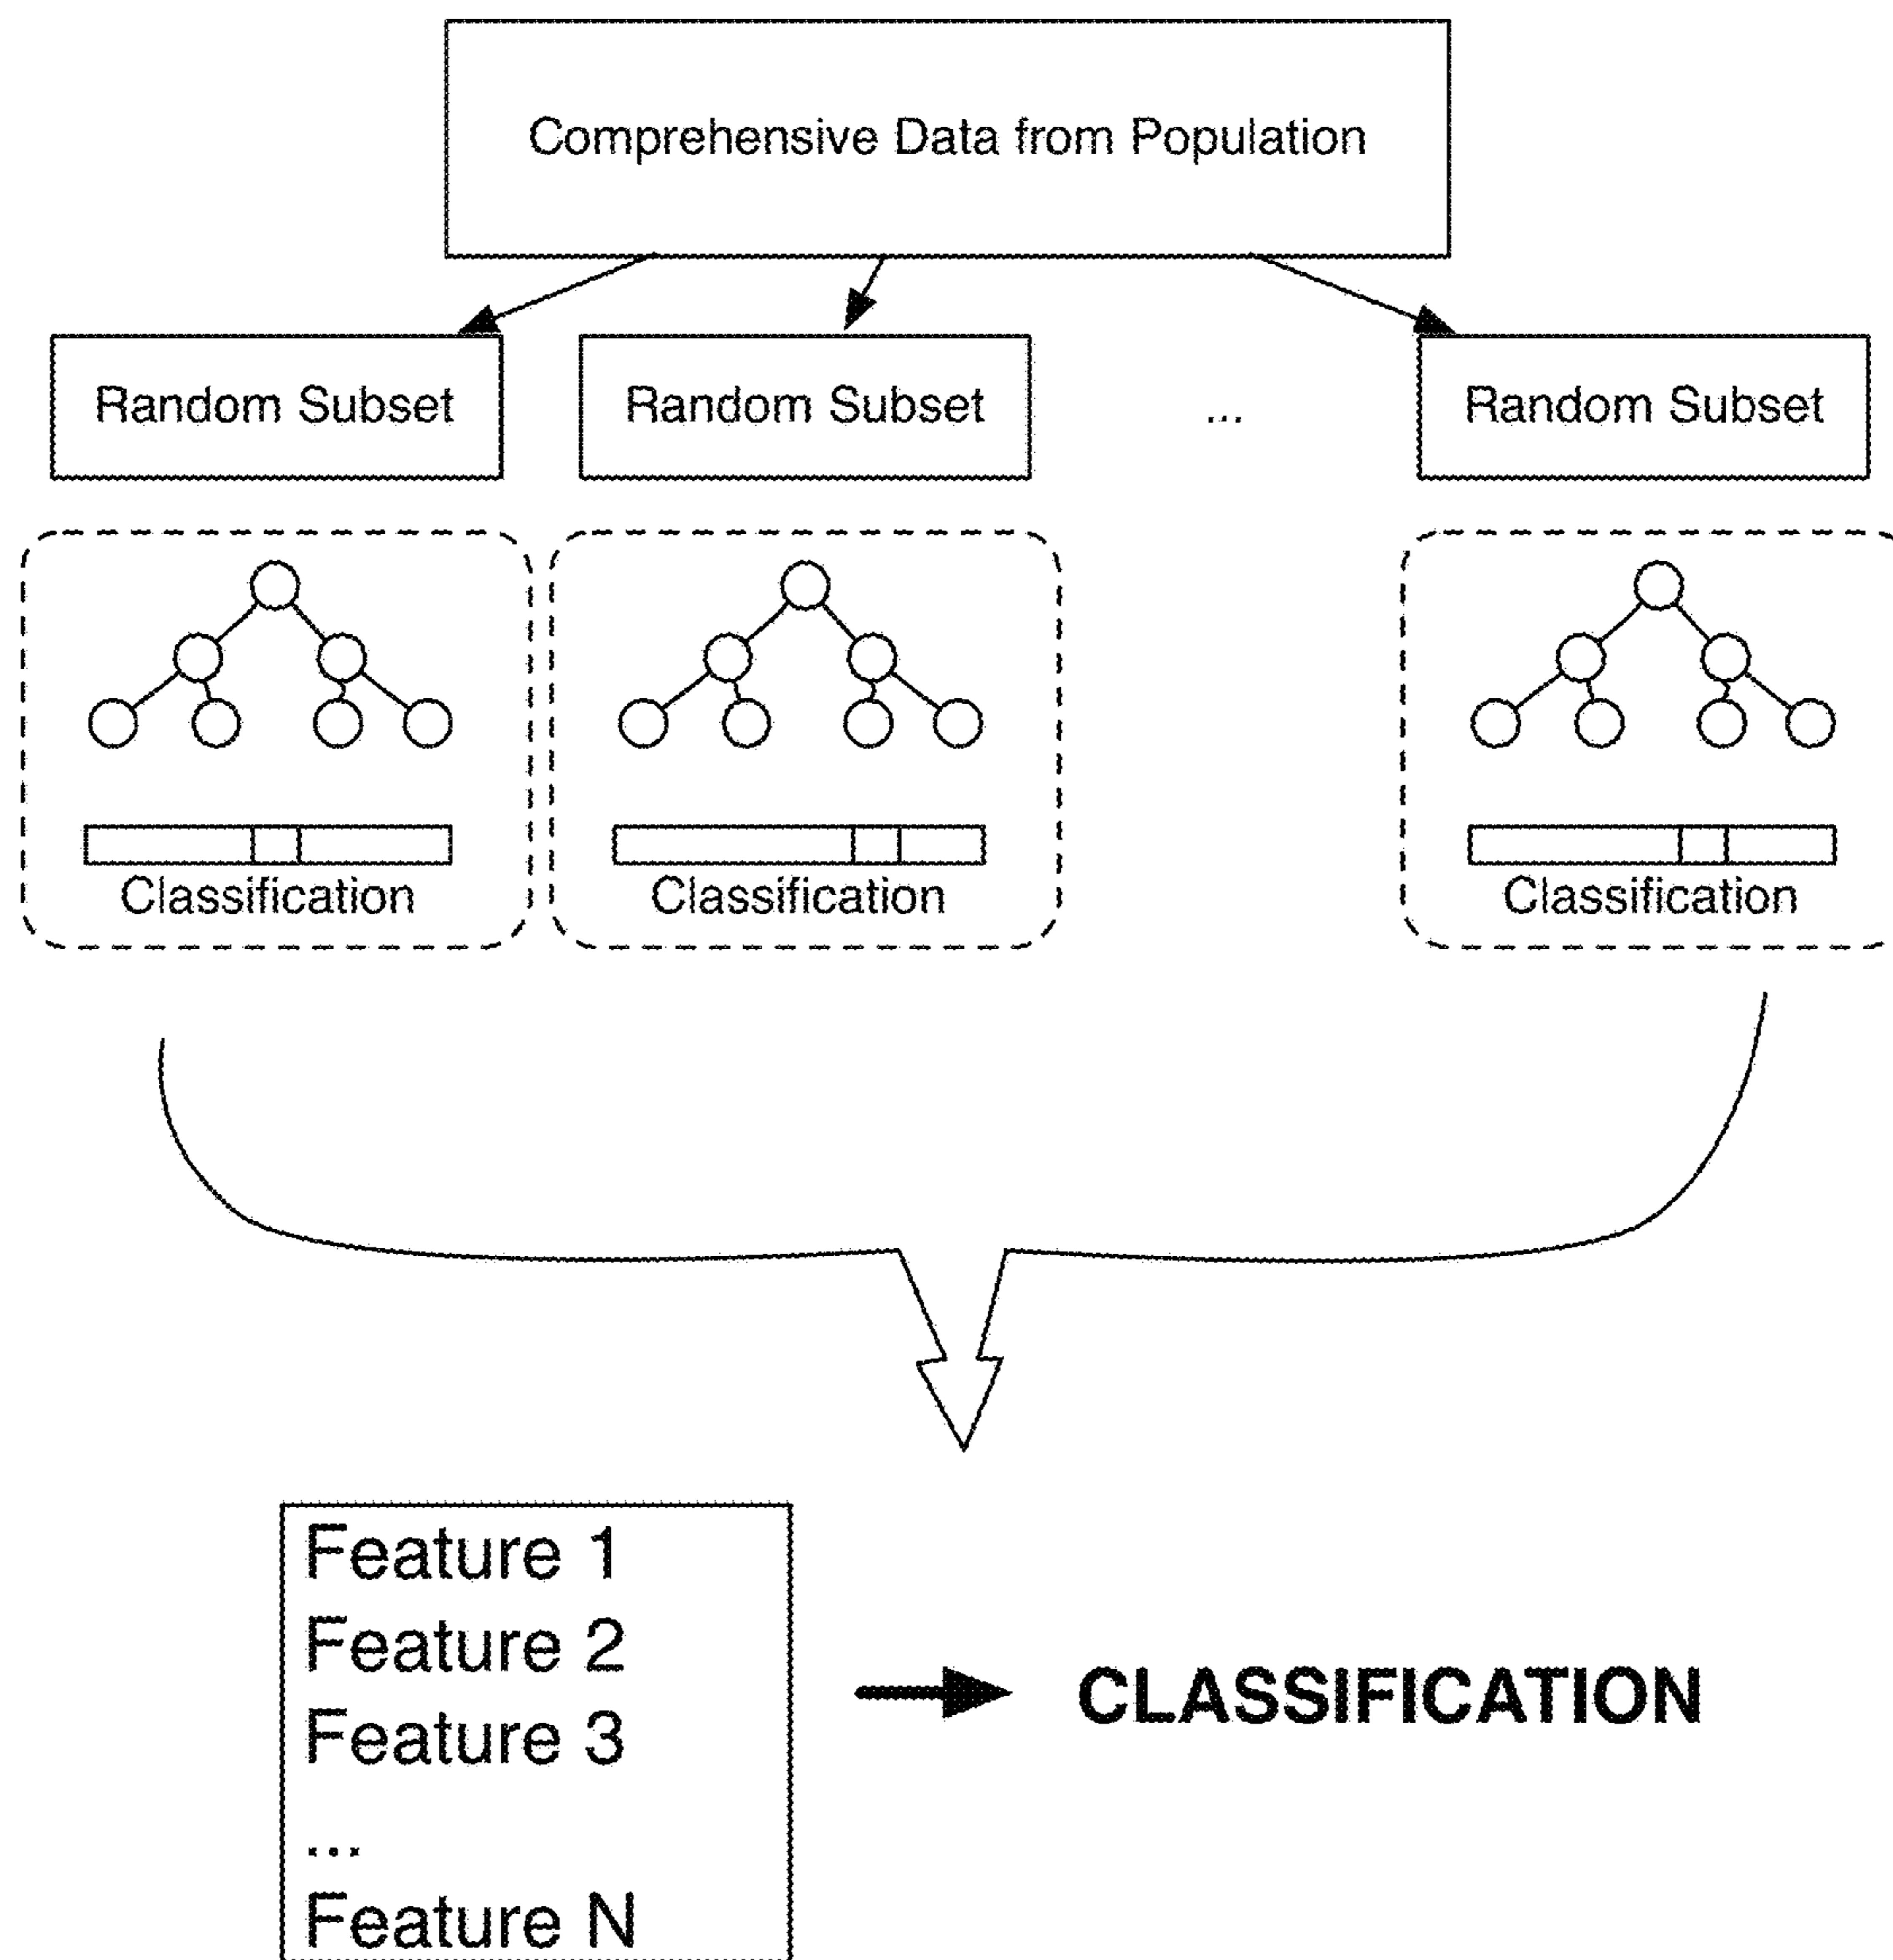 Comprehensive Data from Population
Random Subset
Random Subset
...
Random Subset
Classification
Classification
Classification
Feature 1
Feature 2
Feature 3
...
Feature N
CLASSIFICATION